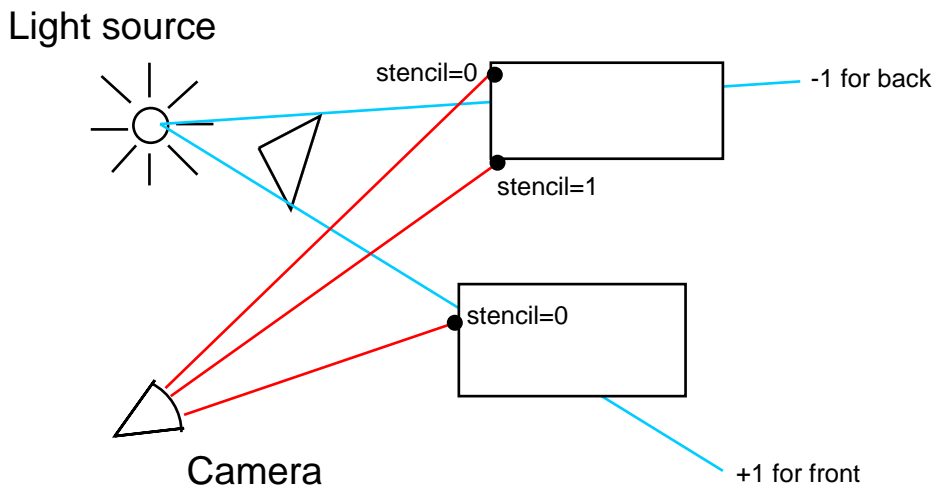 Light source
stencil=0
-1 for back
stencil=1
stencil=0
Camera
+1 for front